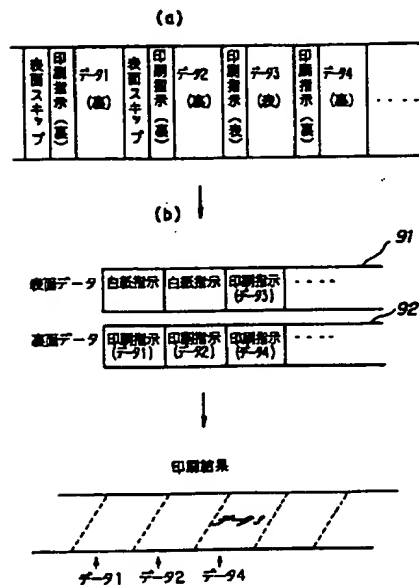 (a)
表面スキップ
印刷指示(裏)
データ1(裏)
表面スキップ
印刷指示(裏)
データ2(裏)
印刷指示(表)
データ3(表)
印刷指示(裏)
データ4(裏)
‥‥
(b)
91
表面データ
白紙指示
白紙指示
印刷指示(データ3)
‥‥
92
裏面データ
印刷指示(データ1)
印刷指示(データ2)
印刷指示(データ4)
‥‥
印刷結果
データ3
データ1
データ2
データ4